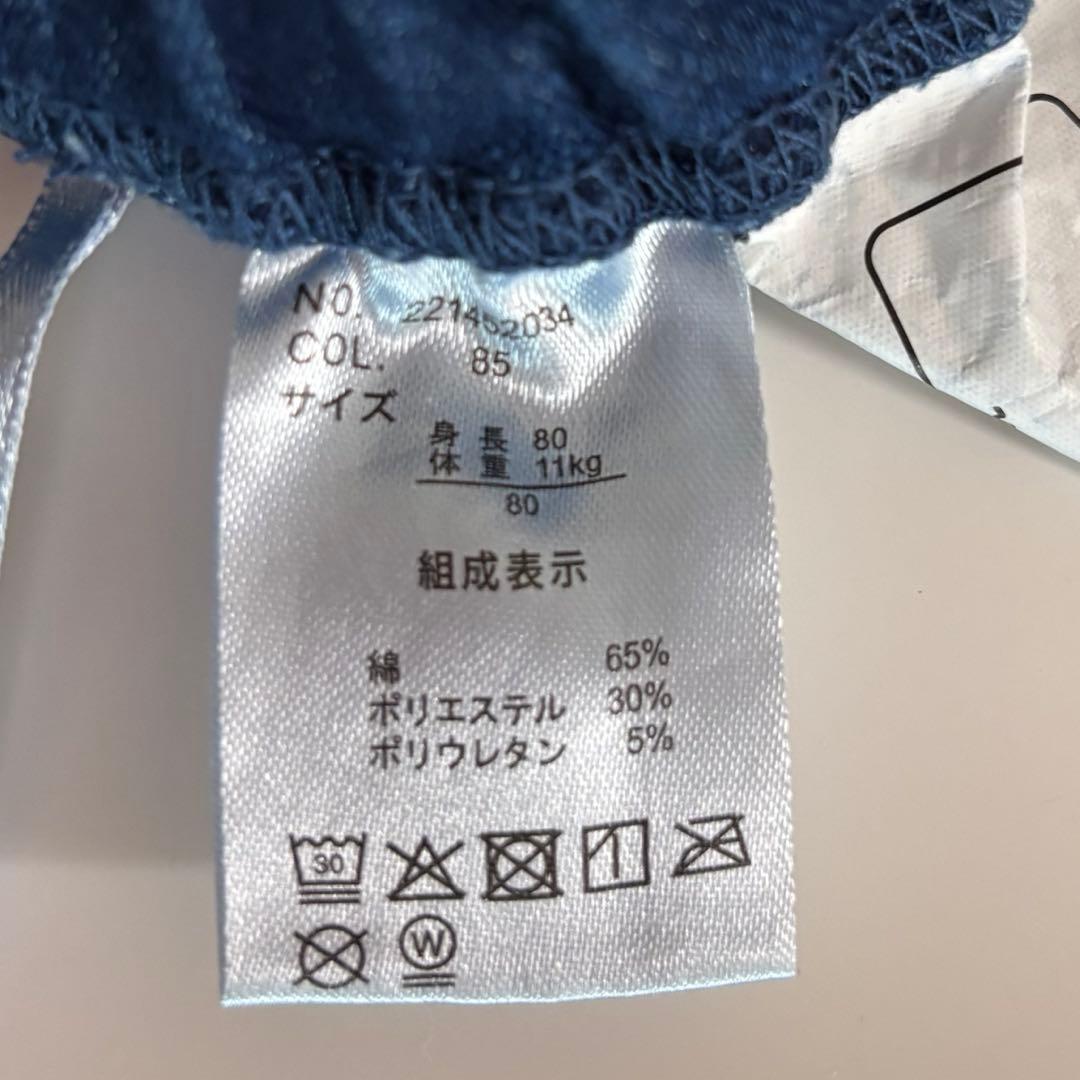 NO. 221452034
COL. 85
サイズ
身長 80
体重 11kg
80
組成表示
綿 65%
ポリエステル 30%
ポリウレタン 5%
30
W